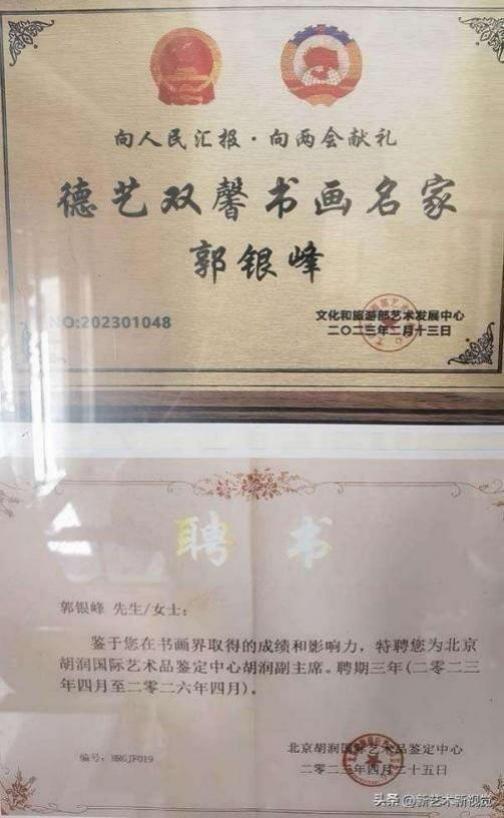 向人民汇报·向两会献礼
德艺双馨书画名家
郭银峰
NO:202301048
文化和旅游部艺术发展中心
二〇二三年二月十三日
聘书
郭银峰 先生/女士:
鉴于您在书画界取得的成绩和影响力，特聘您为北京
胡润国际艺术品鉴定中心胡润副主席。聘期三年(二〇二三
年四月至二〇二六年四月)。
编号:
北京胡润国际艺术品鉴定中心
二〇二三年四月二十五日
头条 @新艺术新视觉